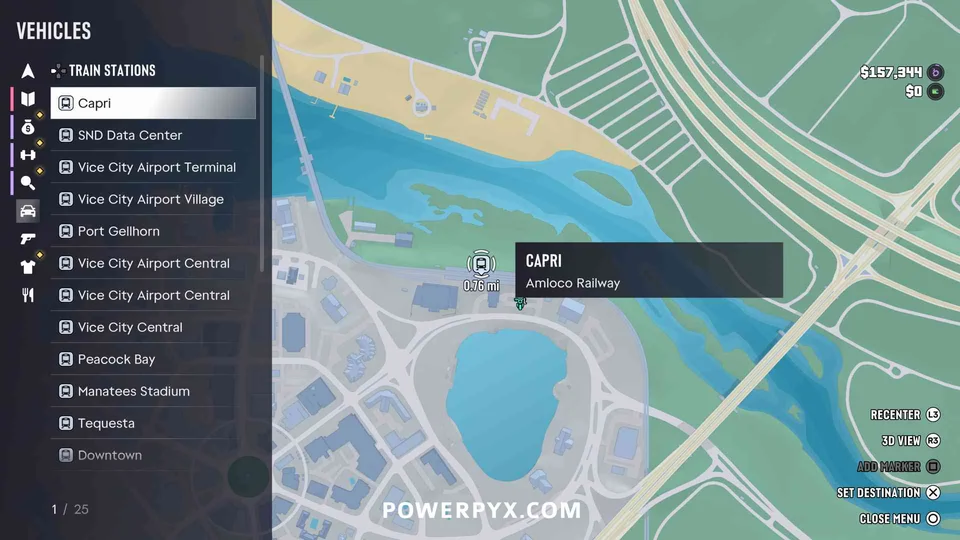 VEHICLES
TRAIN STATIONS
Capri
SND Data Center
Vice City Airport Terminal
Vice City Airport Village
Port Gellhorn
Vice City Airport Central
Vice City Airport Central
Vice City Central
Peacock Bay
Manatees Stadium
Tequesta
Downtown
1 / 25
$157,344
$0
0.76 mi
CAPRI
Amloco Railway
RECENTER L3
3D VIEW R3
ADD MARKER
SET DESTINATION
CLOSE MENU
POWERPYX.COM